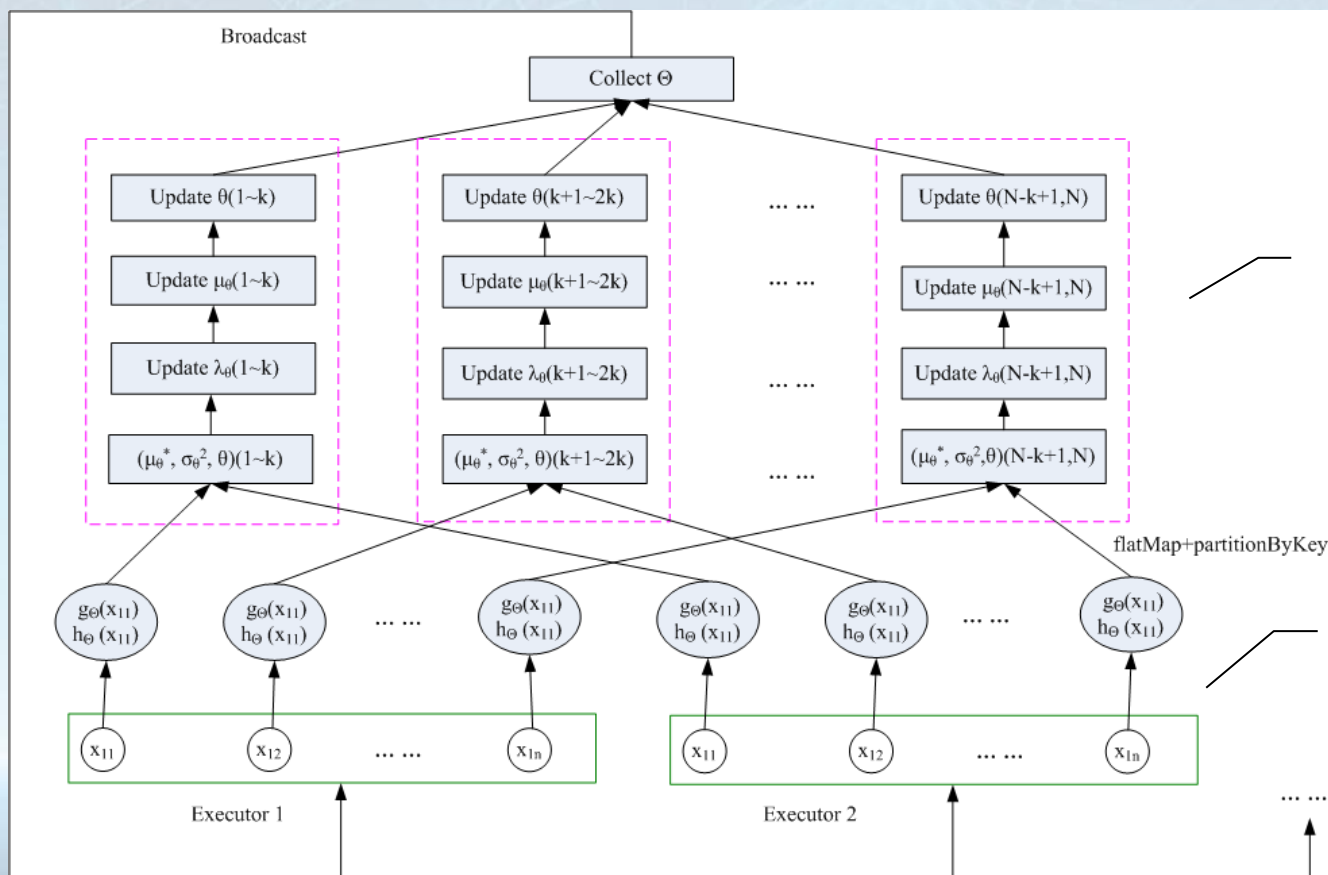 Broadcast
Collect Θ
Update θ(1~k)
Update θ(k+1~2k)
... ...
Update θ(N-k+1,N)
Update μθ(1~k)
Update μθ(k+1~2k)
... ...
Update μθ(N-k+1,N)
Update λθ(1~k)
Update λθ(k+1~2k)
... ...
Update λθ(N-k+1,N)
(μθ*, σθ², θ)(1~k)
(μθ*, σθ², θ)(k+1~2k)
... ...
(μθ*, σθ²,θ)(N-k+1,N)
flatMap+partitionByKey
gΘ(x₁₁)
hΘ (x₁₁)
gΘ(x₁₁)
hΘ (x₁₁)
... ...
gΘ(x₁₁)
hΘ (x₁₁)
gΘ(x₁₁)
hΘ (x₁₁)
gΘ(x₁₁)
hΘ (x₁₁)
... ...
gΘ(x₁₁)
hΘ (x₁₁)
x₁₁
x₁₂
... ...
x₁ₙ
x₁₁
x₁₂
... ...
x₁ₙ
Executor 1
Executor 2
... ...